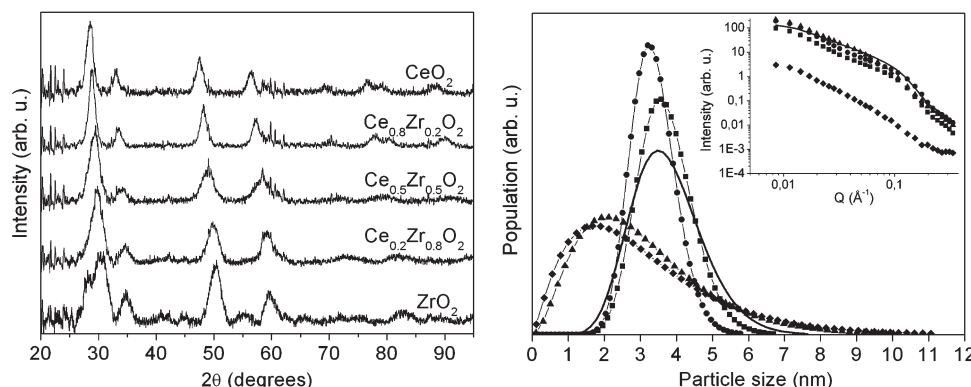 Intensity (arb. u.)
CeO₂
Ce₀.₈Zr₀.₂O₂
Ce₀.₅Zr₀.₅O₂
Ce₀.₂Zr₀.₈O₂
ZrO₂
20 30 40 50 60 70 80 90
2θ (degrees)
Population (arb. u.)
0 1 2 3 4 5 6 7 8 9 10 11 12
Particle size (nm)
Intensity (arb. u.)
100
10
1
0,1
0,01
1E-3
1E-4
0,01 0,1
Q (Å⁻¹)